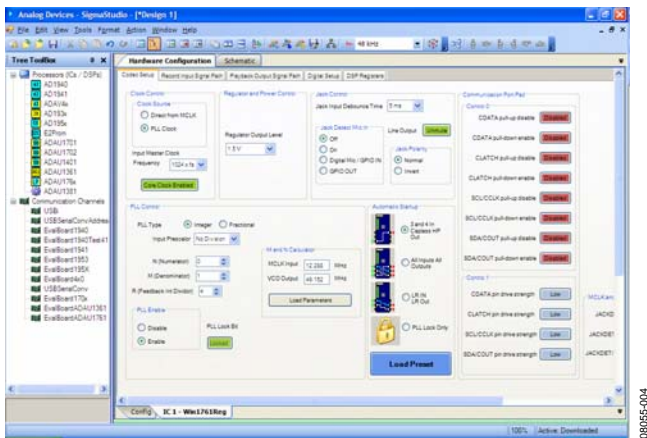 Analog Devices - SigmaStudio - [*Design 1]
File Edit View Tools Format Action Window Help
48 kHz
Tree ToolBox
Processors (ICs / DSPs)
AD1940
AD1941
ADAV4x
AD193x
AD195x
E2Prom
ADAU1701
ADAU1702
ADAU1401
ADAU1361
ADAU176x
ADAU1381
Communication Channels
USBi
USBSerialConvAddres
EvalBoard1940
EvalBoard1940Test41
EvalBoard1941
EvalBoard1953
EvalBoard195X
EvalBoard4x0
USBSerialConv
EvalBoard170x
EvalBoardADAU1361
EvalBoardADAU1761
Hardware Configuration Schematic
Codec Setup Record Input Signal Path Playback Output Signal Path Digital Setup DSP Registers
Clock Control
Clock Source
Direct from MCLK
PLL Clock
Input Master Clock
Frequency 1024 x fs
Core Clock Enabled
Regulator and Power Control
Regulator Output Level
1.5 V
Jack Control
Jack Input Debounce Time 5 ms
Jack Detect/Mic In
Off
On
Digital Mic / GPIO IN
GPIO OUT
Line Output Unmute
Jack Polarity
Normal
Invert
Communication Port Pad
Control 2
CDATA pull-up enable Disabled
CDATA pull-down enable Disabled
CLATCH pull-up enable Disabled
CLATCH pull-down enable Disabled
SCL/CCLK pull-up enable Disabled
SCL/CCLK pull-down enable Disabled
SDA/COUT pull-up enable Disabled
SDA/COUT pull-down enable Disabled
Control 1
CDATA pin drive strength Low
CLATCH pin drive strength Low
SCL/CCLK pin drive strength Low
SDA/COUT pin drive strength Low
PLL Control
PLL Type Integer Fractional
Input Prescaler No Division
N (Numerator) 0
M (Denominator) 1
R (Feedback Int Divider) 4
M and N Calculator
MCLK Input 12.288 MHz
VCO Output 49.152 MHz
Load Parameters
PLL Enable
Disable
Enable
PLL Lock Bit
Locked
Automatic Startup
3 and 4 In
Capless HP
Out
All Inputs All
Outputs
LR IN
LR Out
PLL Lock Only
Load Preset
JACKD
JACKDET/
Config IC 1 - Win1761Reg
100% Active: Downloaded
08055-004